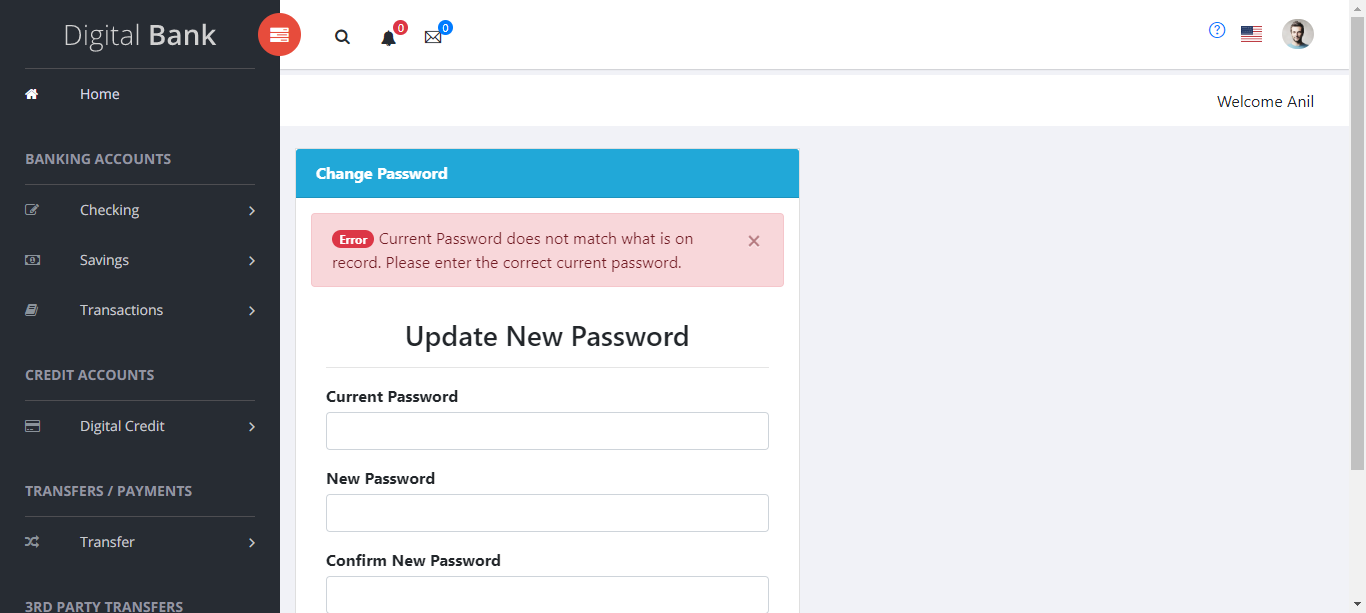 Digital Bank
0
0
Home
Welcome Anil
BANKING ACCOUNTS
Checking
Savings
Transactions
CREDIT ACCOUNTS
Digital Credit
TRANSFERS / PAYMENTS
Transfer
3RD PARTY TRANSFERS
Change Password
Error Current Password does not match what is on
record. Please enter the correct current password.
×
Update New Password
Current Password
New Password
Confirm New Password